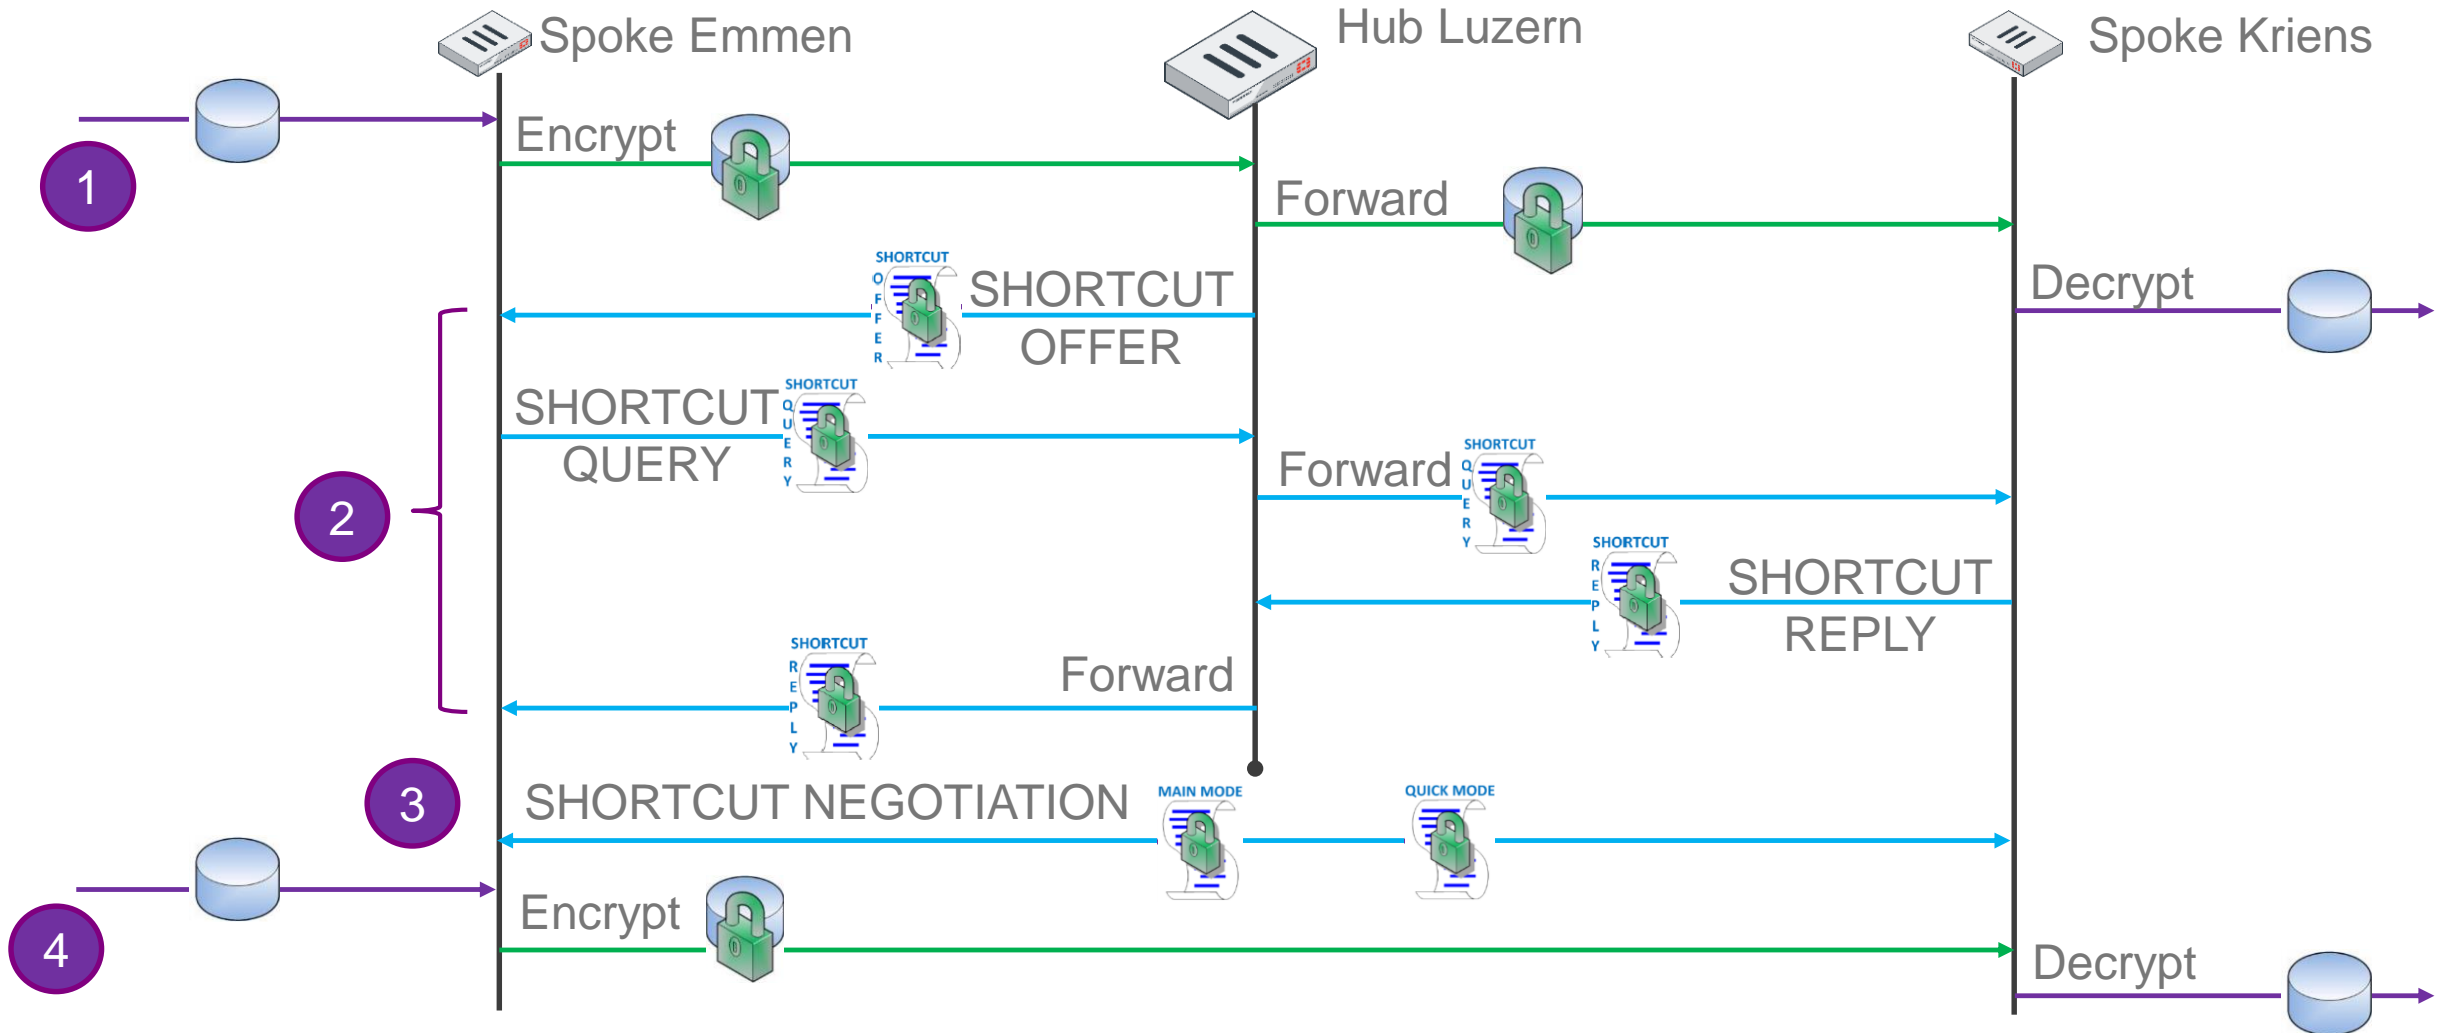 Spoke Emmen
Hub Luzern
Spoke Kriens
1
Encrypt
Forward
Decrypt
SHORTCUT
OFFER
SHORTCUT
OFFER
2
SHORTCUT
QUERY
SHORTCUT
QUERY
Forward
SHORTCUT
QUERY
SHORTCUT
REPLY
SHORTCUT
REPLY
SHORTCUT
REPLY
Forward
3
SHORTCUT NEGOTIATION
MAIN MODE
QUICK MODE
4
Encrypt
Decrypt